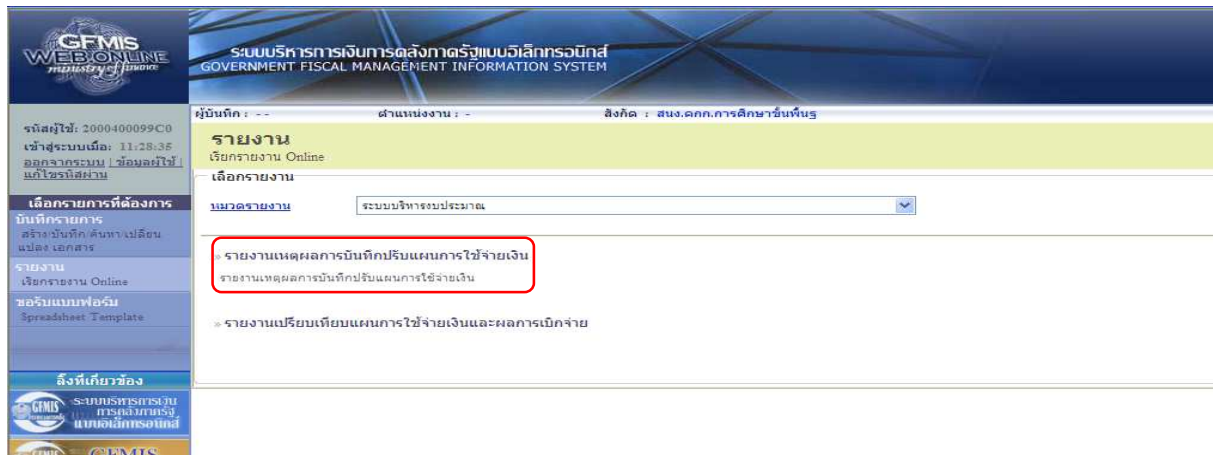 GFMIS
WEB ONLINE
ministry of finance
ระบบบริหารการเงินการคลังภาครัฐแบบอิเล็กทรอนิกส์
GOVERNMENT FISCAL MANAGEMENT INFORMATION SYSTEM
ผู้บันทึก : - - ตำแหน่งงาน : - สังกัด : สนง.คกก.การศึกษาขั้นพื้นฐ
รหัสผู้ใช้: 2000400099C0
เข้าสู่ระบบเมื่อ: 11:28:35
ออกจากระบบ | ข้อมูลผู้ใช้ |
แก้ไขรหัสผ่าน
รายงาน
เรียกรายงาน Online
เลือกรายงาน
หมวดรายงาน ระบบบริหารงบประมาณ
เลือกรายการที่ต้องการ
บันทึกรายการ
สร้าง/บันทึก/ค้นหา/เปลี่ยน
แปลง เอกสาร
รายงาน
เรียกรายงาน Online
ขอรับแบบฟอร์ม
Spreadsheet Template
» รายงานเหตุผลการบันทึกปรับแผนการใช้จ่ายเงิน
รายงานเหตุผลการบันทึกปรับแผนการใช้จ่ายเงิน
» รายงานเปรียบเทียบแผนการใช้จ่ายเงินและผลการเบิกจ่าย
ลิ้งที่เกี่ยวข้อง
GFMIS
ระบบบริหารการเงิน
การคลังภาครัฐ
แบบอิเล็กทรอนิกส์
GFMIS